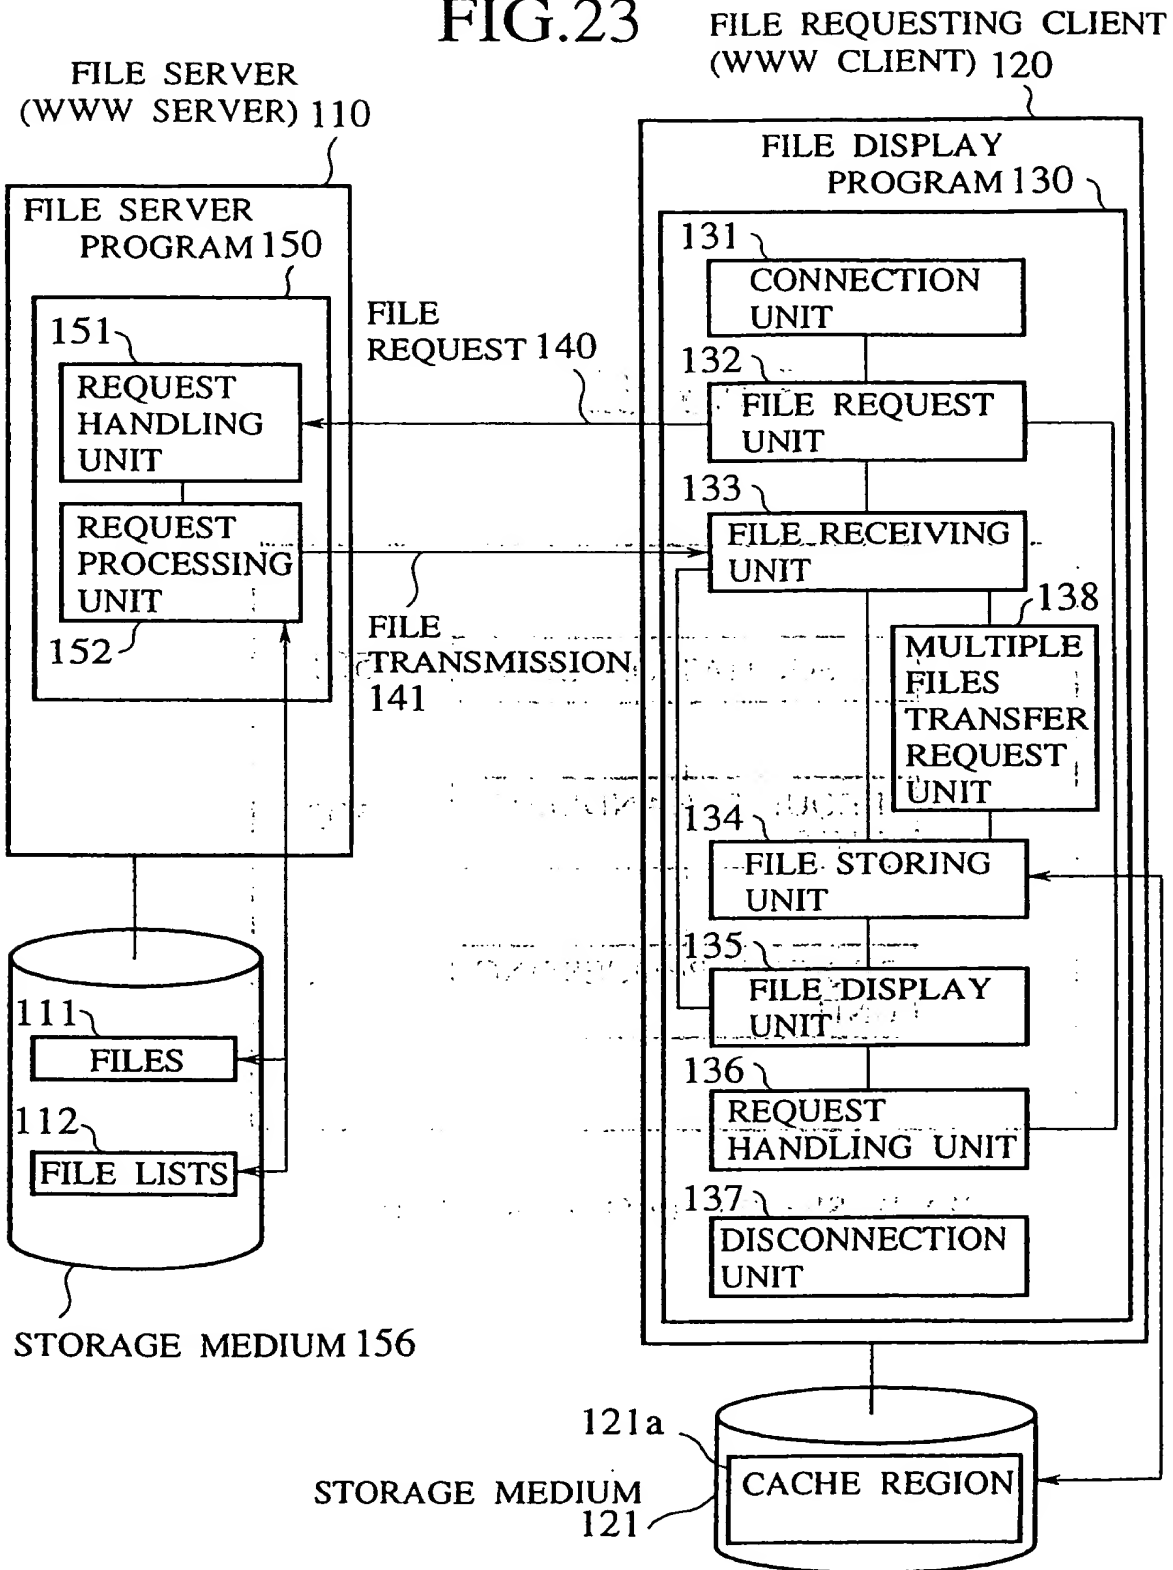 FIG.23
FILE REQUESTING CLIENT
(WWW CLIENT) 120
FILE SERVER
(WWW SERVER) 110
FILE DISPLAY
PROGRAM 130
FILE SERVER
PROGRAM 150
131
CONNECTION
UNIT
FILE
REQUEST 140
151
REQUEST
HANDLING
UNIT
132
FILE REQUEST
UNIT
133
FILE RECEIVING
UNIT
REQUEST
PROCESSING
UNIT
152
FILE
TRANSMISSION
141
138
MULTIPLE
FILES
TRANSFER
REQUEST
UNIT
134
FILE STORING
UNIT
135
FILE DISPLAY
UNIT
111
FILES
136
REQUEST
HANDLING UNIT
112
FILE LISTS
137
DISCONNECTION
UNIT
STORAGE MEDIUM 156
121a
CACHE REGION
STORAGE MEDIUM
121